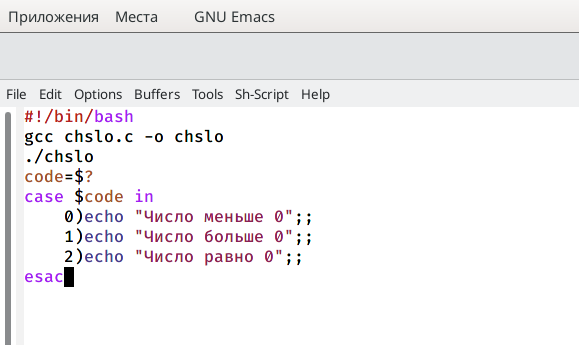 Приложения Места GNU Emacs
File Edit Options Buffers Tools Sh-Script Help
#!/bin/bash
gcc chslo.c -o chslo
./chslo
code=$?
case $code in
    0)echo "Число меньше 0";;
    1)echo "Число больше 0";;
    2)echo "Число равно 0";;
esac